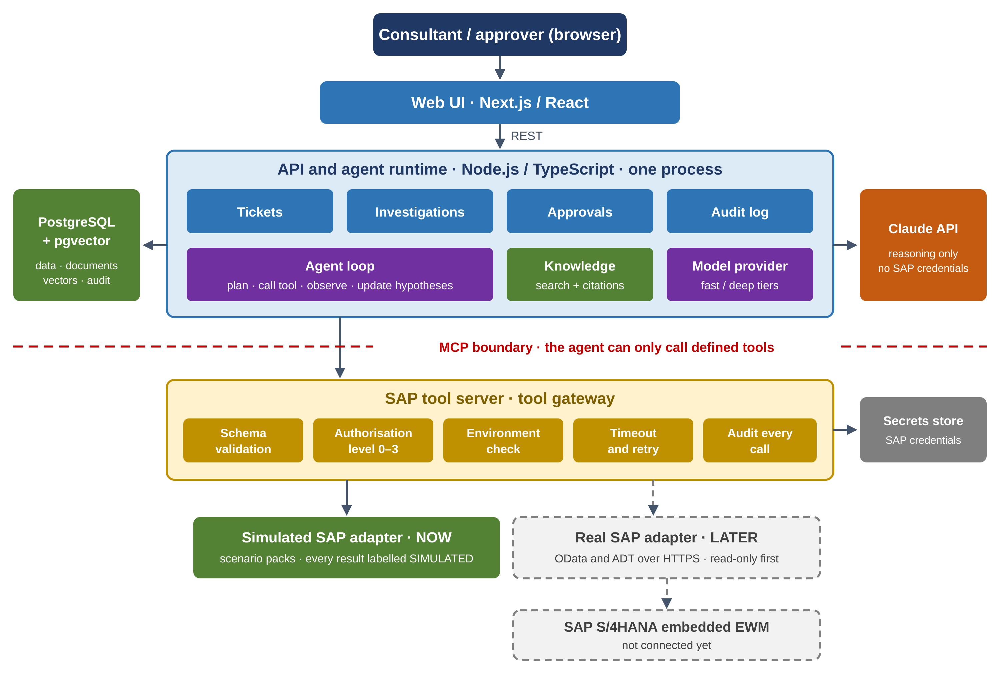 Consultant / approver (browser)
Web UI · Next.js / React
REST
API and agent runtime · Node.js / TypeScript · one process
Tickets
Investigations
Approvals
Audit log
PostgreSQL
+ pgvector
data · documents
vectors · audit
Agent loop
plan · call tool · observe · update hypotheses
Knowledge
search + citations
Model provider
fast / deep tiers
Claude API
reasoning only
no SAP credentials
MCP boundary · the agent can only call defined tools
SAP tool server · tool gateway
Schema
validation
Authorisation
level 0–3
Environment
check
Timeout
and retry
Audit every
call
Secrets store
SAP credentials
Simulated SAP adapter · NOW
scenario packs · every result labelled SIMULATED
Real SAP adapter · LATER
OData and ADT over HTTPS · read-only first
SAP S/4HANA embedded EWM
not connected yet